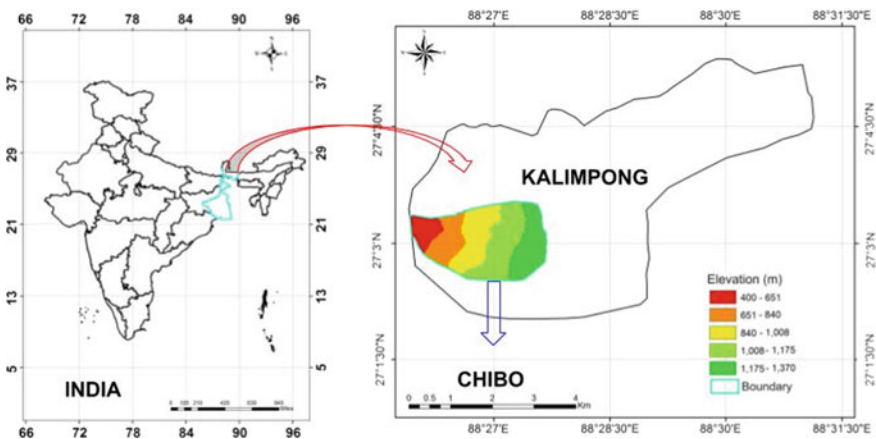 66 72 78 84 90 96
88°27'E 88°28'30"E 88°30'E 88°31'30"E
37
29
21
13
5
37
29
21
13
5
INDIA
Miles
66 72 78 84 90 96
27°4'30"N
27°3'N
27°1'30"N
27°4'30"N
27°3'N
27°1'30"N
KALIMPONG
CHIBO
Elevation (m)
400 - 651
651 - 840
840 - 1,008
1,008 - 1,175
1,175 - 1,370
Boundary
0 0.5 1 2 3 4
Km
88°27'E 88°28'30"E 88°30'E 88°31'30"E